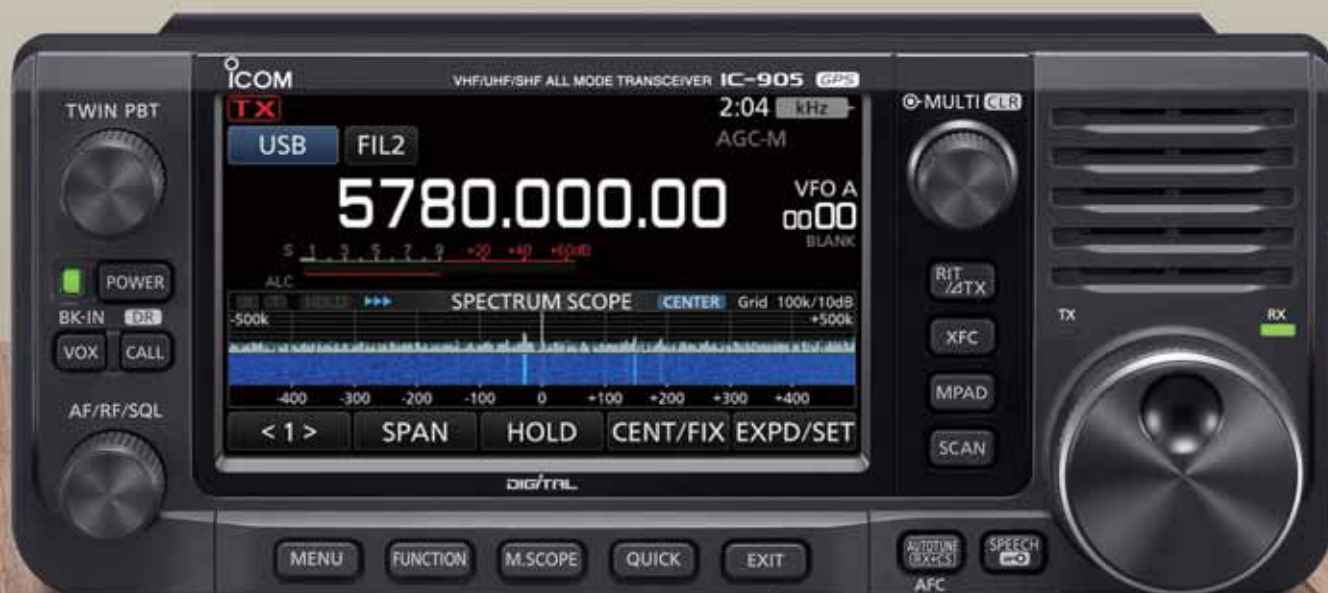 ICOM
VHF/UHF/SHF ALL MODE TRANSCEIVER IC-905 GPS
TWIN PBT
TX
2:04 kHz
MULTI CLR
USB FIL2
AGC-M
5780.000.00
VFO A
0000
BLANK
S 1 . 3 . 5 . 7 . 9 +20 +40 +60dB
ALC
POWER
RIT
/⊿TX
HOLD SPECTRUM SCOPE CENTER Grid 100k/10dB
-500k +500k
BK-IN DR
VOX CALL
XFC
TX RX
-400 -300 -200 -100 0 +100 +200 +300 +400
MPAD
AF/RF/SQL
< 1 > SPAN HOLD CENT/FIX EXPD/SET
SCAN
DIGITAL
MENU FUNCTION M.SCOPE QUICK EXIT
AUTOTUNE
RX→CS
SPEECH
AFC